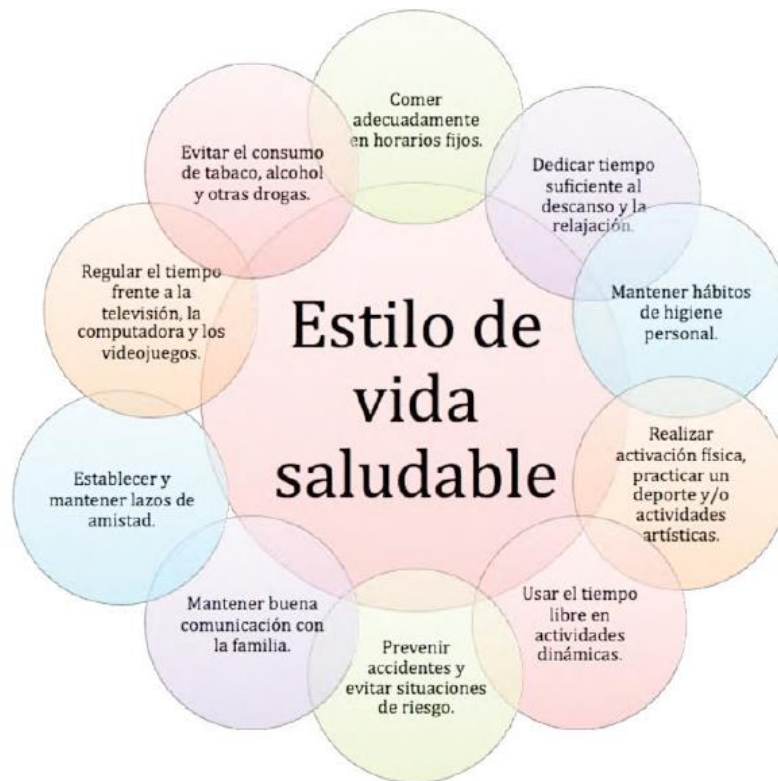 Estilo de
vida
saludable
Comer
adecuadamente
en horarios fijos.
Dedicar tiempo
suficiente al
descanso y la
relajación.
Mantener hábitos
de higiene
personal.
Realizar
activación física,
practicar un
deporte y/o
actividades
artísticas.
Usar el tiempo
libre en
actividades
dinámicas.
Prevenir
accidentes y
evitar situaciones
de riesgo.
Mantener buena
comunicación con
la familia.
Establecer y
mantener lazos de
amistad.
Regular el tiempo
frente a la
televisión, la
computadora y los
videojuegos.
Evitar el consumo
de tabaco, alcohol
y otras drogas.